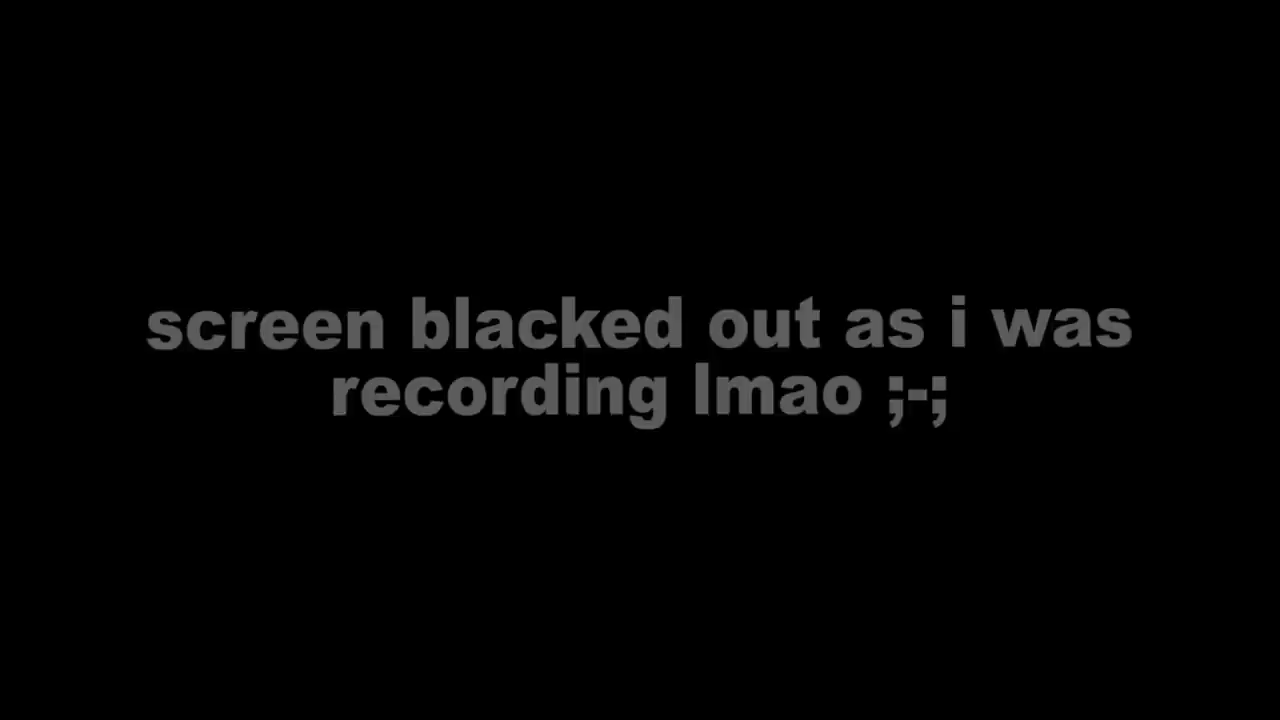 screen blacked out as i was
recording lmao ;-;